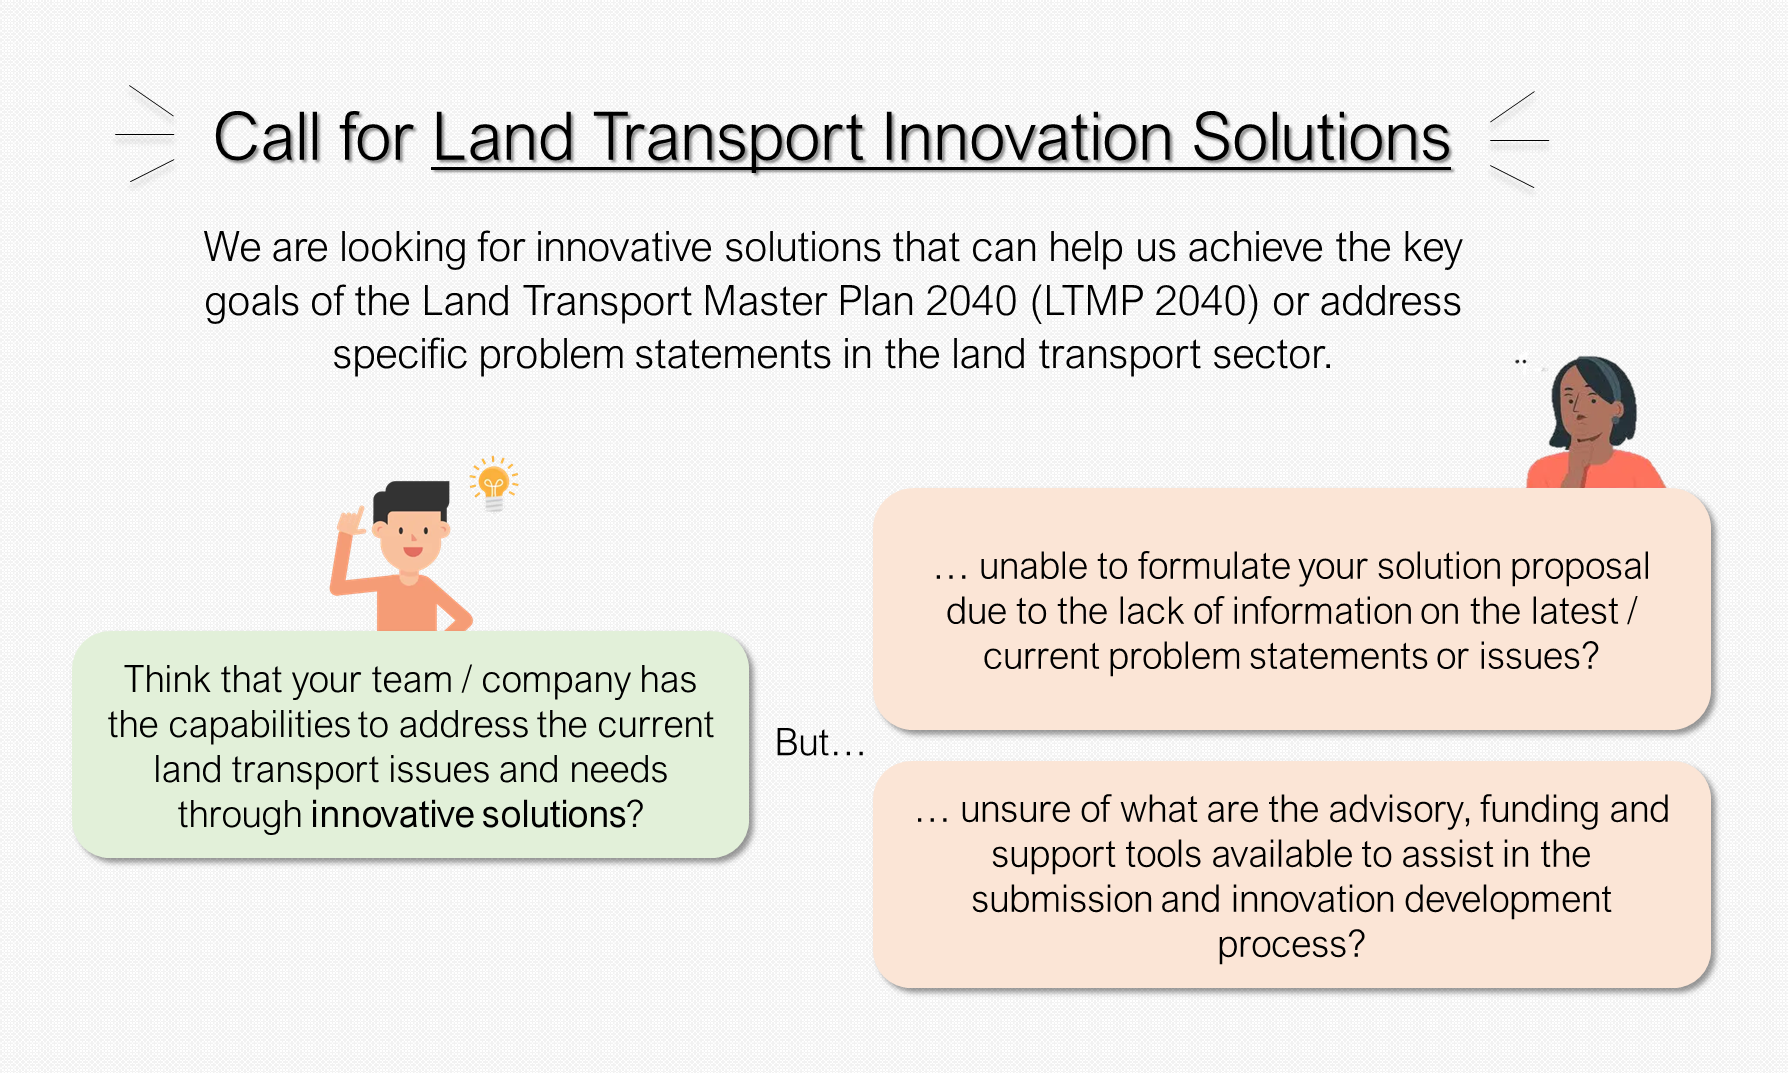 Call for Land Transport Innovation Solutions
We are looking for innovative solutions that can help us achieve the key
goals of the Land Transport Master Plan 2040 (LTMP 2040) or address
specific problem statements in the land transport sector.
Think that your team / company has
the capabilities to address the current
land transport issues and needs
through innovative solutions?
But...
... unable to formulate your solution proposal
due to the lack of information on the latest /
current problem statements or issues?
... unsure of what are the advisory, funding and
support tools available to assist in the
submission and innovation development
process?